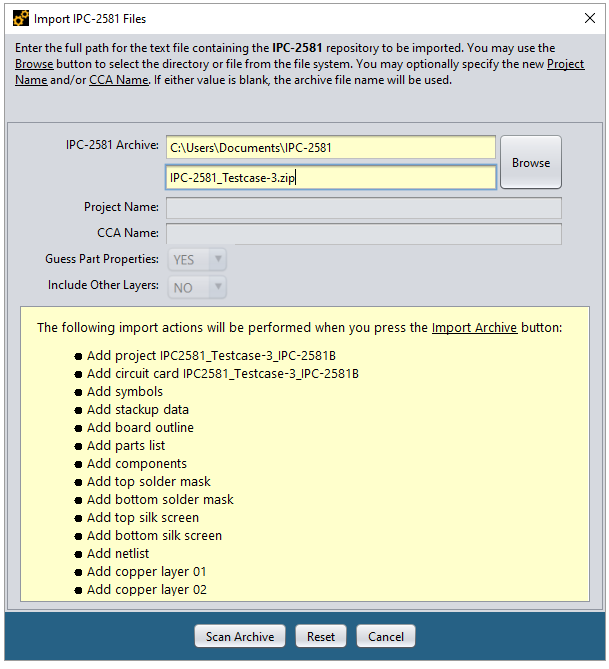 Import IPC-2581 Files
Enter the full path for the text file containing the IPC-2581 repository to be imported. You may use the
Browse button to select the directory or file from the file system. You may optionally specify the new Project
Name and/or CCA Name. If either value is blank, the archive file name will be used.
IPC-2581 Archive:
C:\Users\Documents\IPC-2581
Browse
IPC-2581_Testcase-3.zip
Project Name:
CCA Name:
Guess Part Properties:
YES
Include Other Layers:
NO
The following import actions will be performed when you press the Import Archive button:
Add project IPC2581_Testcase-3_IPC-2581B
Add circuit card IPC2581_Testcase-3_IPC-2581B
Add symbols
Add stackup data
Add board outline
Add parts list
Add components
Add top solder mask
Add bottom solder mask
Add top silk screen
Add bottom silk screen
Add netlist
Add copper layer 01
Add copper layer 02
Scan Archive
Reset
Cancel